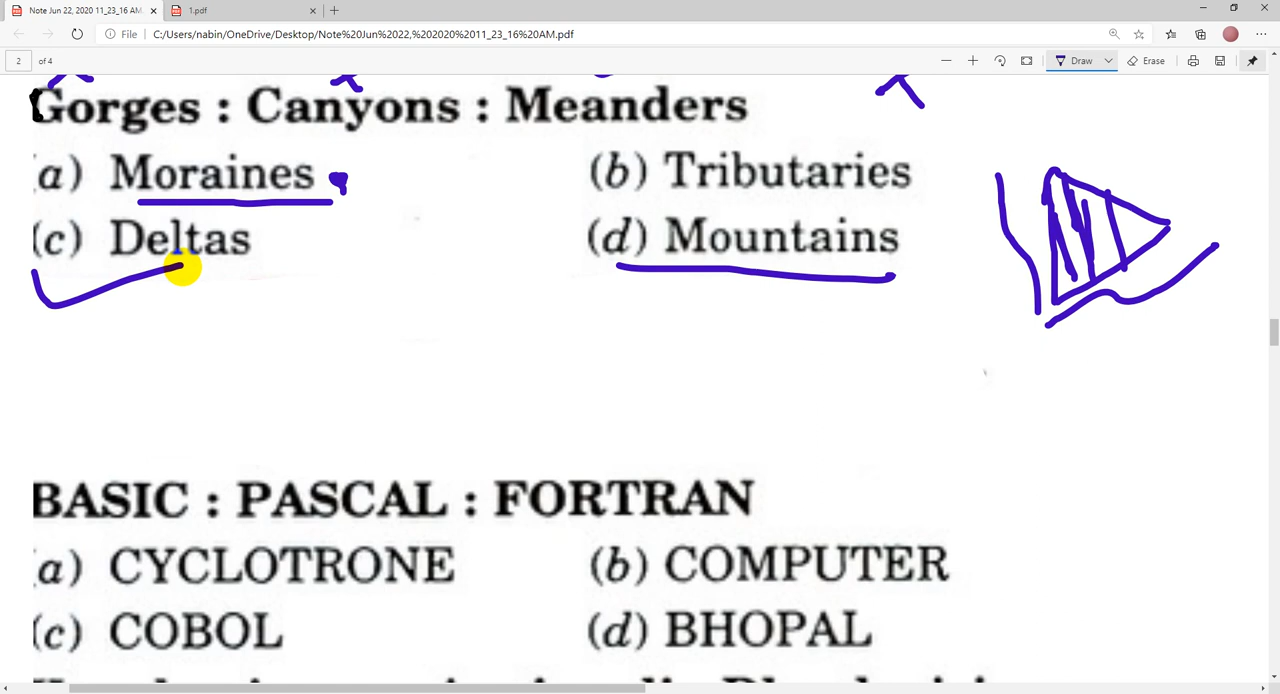 Note Jun 22, 2020 11_23_16 AM.
1.pdf
File
C:/Users/nabin/OneDrive/Desktop/Note%20Jun%2022,%202020%2011_23_16%20AM.pdf
2 of 4
Draw
Erase
Gorges : Canyons : Meanders
(a) Moraines
(b) Tributaries
(c) Deltas
(d) Mountains
BASIC : PASCAL : FORTRAN
(a) CYCLOTRONE
(b) COMPUTER
(c) COBOL
(d) BHOPAL